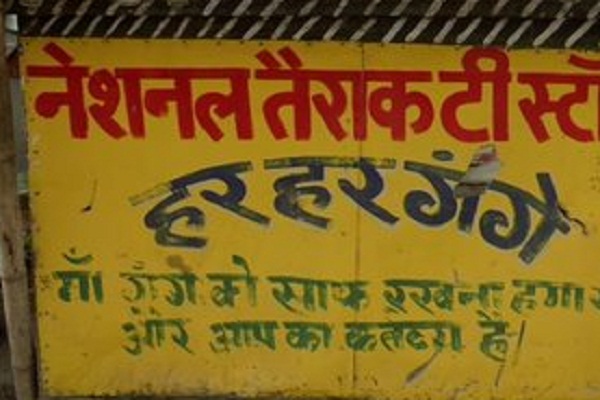 नेशनल तैराक टी स्टॉ
हर हर गंगे
माँ गंगे को साफ रखना हमारा
और आप का कर्तव्य है